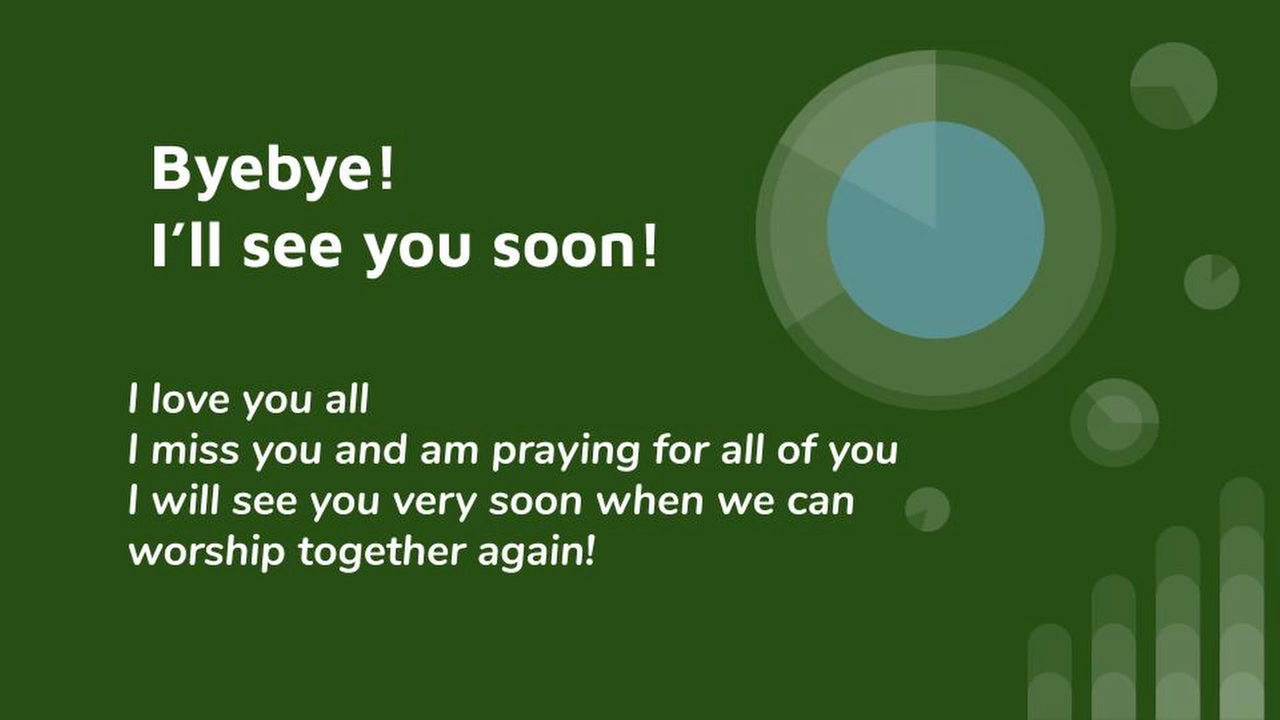 Byebye!
I’ll see you soon!
I love you all
I miss you and am praying for all of you
I will see you very soon when we can
worship together again!